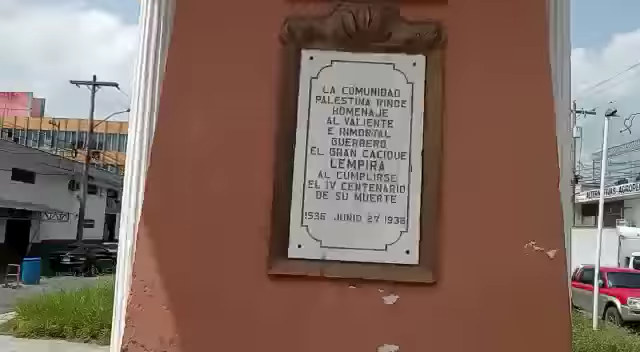 LA COMUNIDAD
PALESTINA RINDE
HOMENAJE
AL VALIENTE
E INMORTAL
GUERRERO
EL GRAN CACIQUE
LEMPIRA
AL CUMPLIRSE
EL IV CENTENARIO
DE SU MUERTE
1536 JUNIO 27 1936